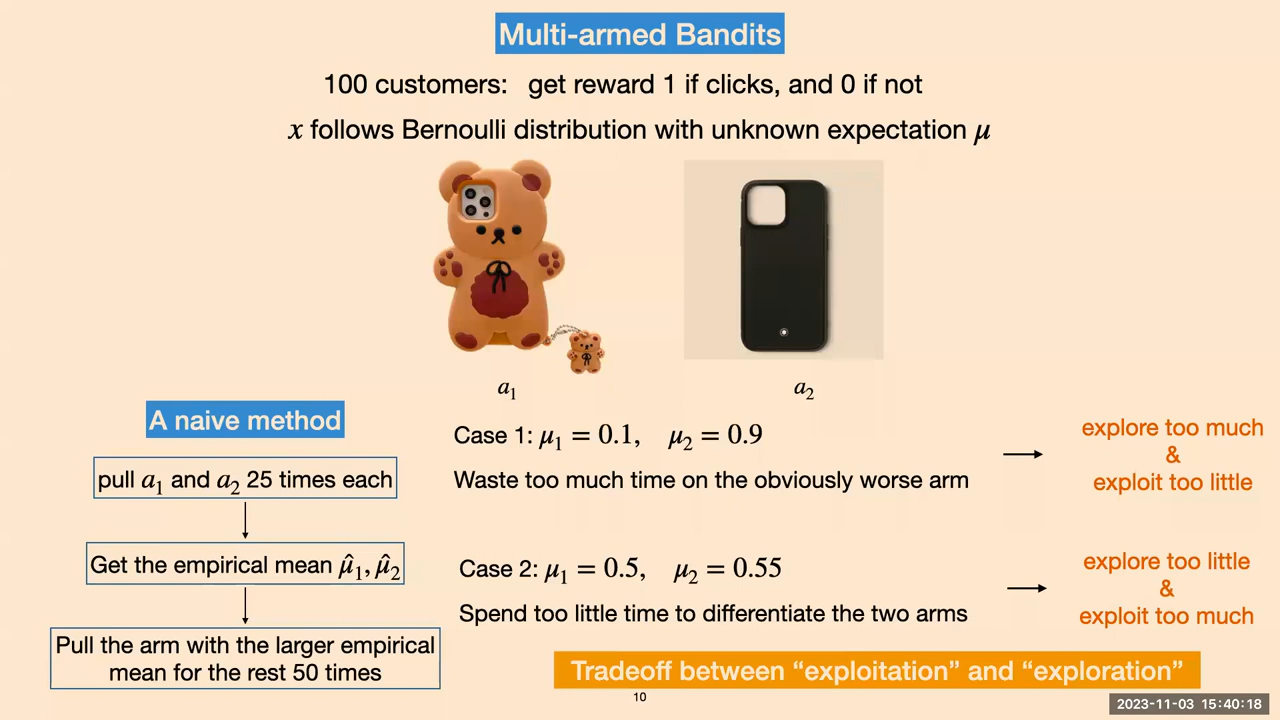 Multi-armed Bandits
100 customers: get reward 1 if clicks, and 0 if not
x follows Bernoulli distribution with unknown expectation μ
a₁
a₂
A naive method
pull a₁ and a₂ 25 times each
Get the empirical mean μ̂₁, μ̂₂
Pull the arm with the larger empirical
mean for the rest 50 times
Case 1: μ₁ = 0.1, μ₂ = 0.9
Waste too much time on the obviously worse arm
explore too much
&
exploit too little
Case 2: μ₁ = 0.5, μ₂ = 0.55
Spend too little time to differentiate the two arms
explore too little
&
exploit too much
Tradeoff between “exploitation” and “exploration”
10
2023-11-03 15:40:18